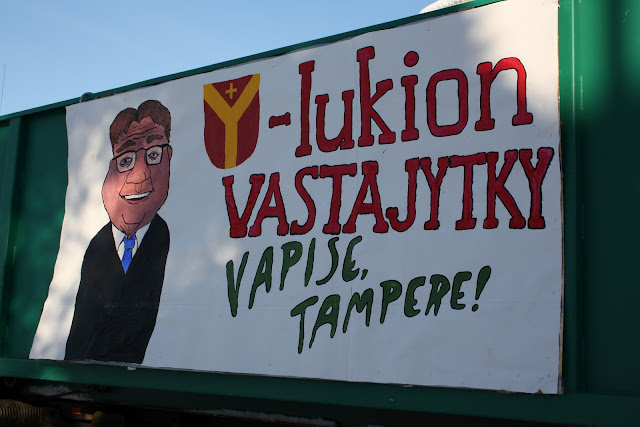 Y-lukion
VASTAJYTKY
VAPISE,
TAMPERE!